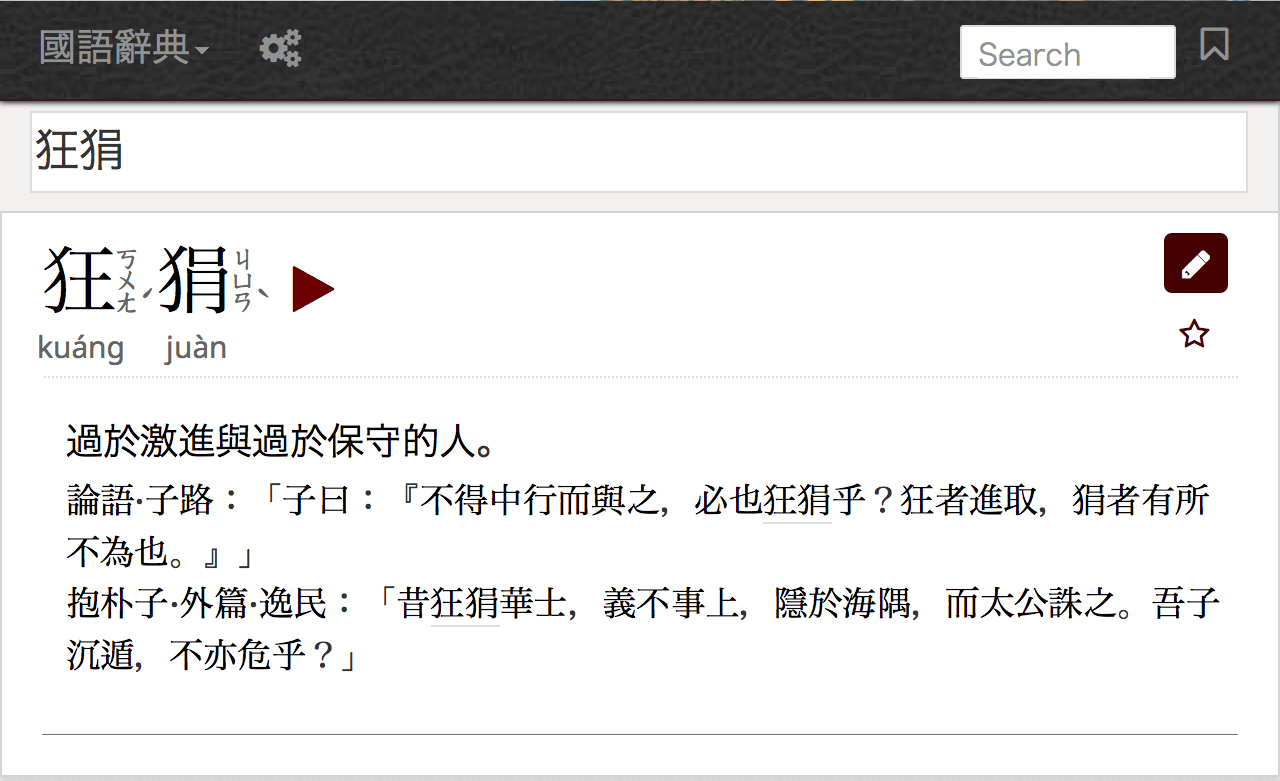 國語辭典
Search
狂狷
狂ㄎㄨㄤˊ狷ㄐㄩㄢˋ
kuáng juàn
過於激進與過於保守的人。
論語·子路：「子曰：『不得中行而與之，必也狂狷乎？狂者進取，狷者有所
不為也。』」
抱朴子·外篇·逸民：「昔狂狷華士，義不事上，隱於海隅，而太公誅之。吾子
沉遁，不亦危乎？」